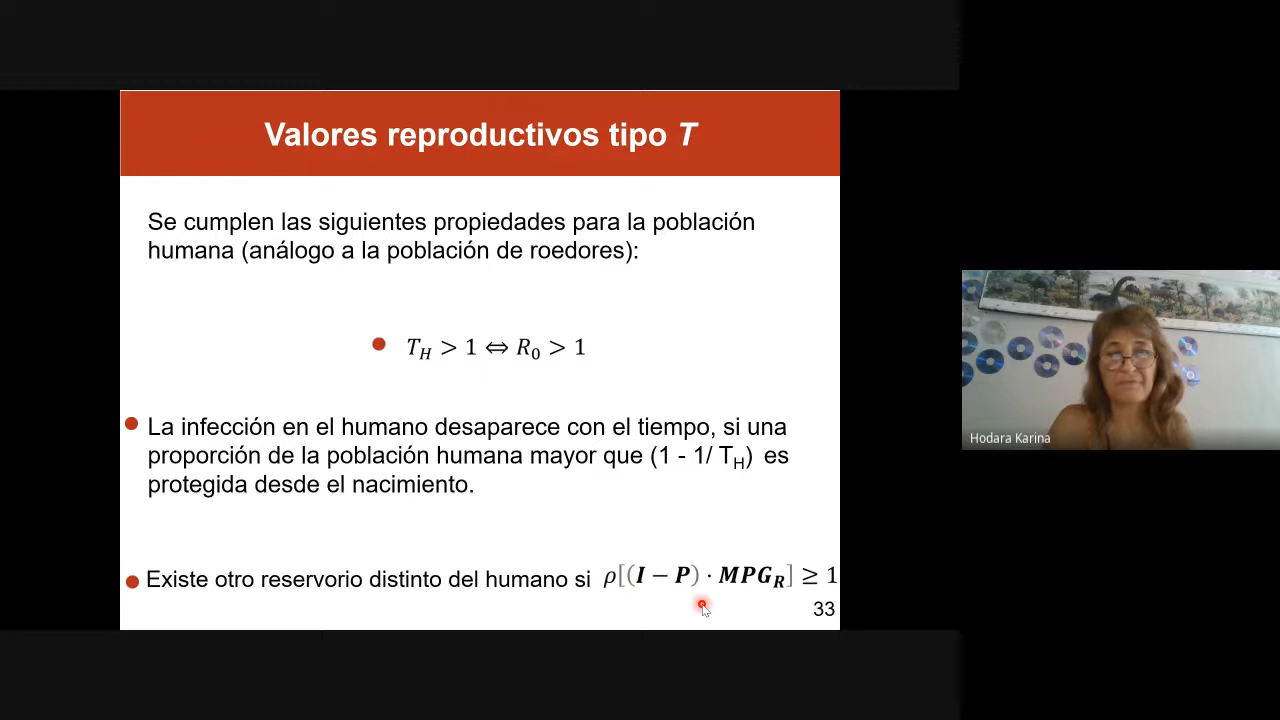 Valores reproductivos tipo T
Se cumplen las siguientes propiedades para la población
humana (análogo a la población de roedores):
T_H > 1 ⇔ R_0 > 1
La infección en el humano desaparece con el tiempo, si una
proporción de la población humana mayor que (1 - 1/ T_H) es
protegida desde el nacimiento.
Existe otro reservorio distinto del humano si ρ[(I − P) · MPG_R] ≥ 1
33
Hodara Karina